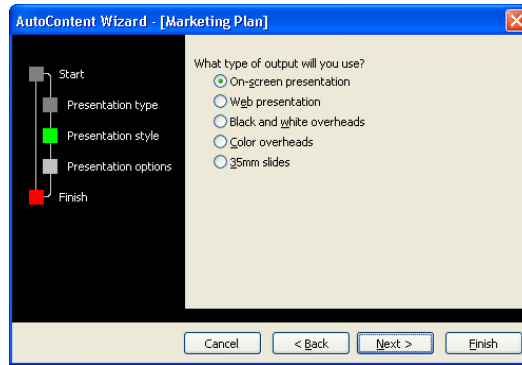 AutoContent Wizard - [Marketing Plan]
Start
Presentation type
Presentation style
Presentation options
Finish
What type of output will you use?
On-screen presentation
Web presentation
Black and white overheads
Color overheads
35mm slides
Cancel
< Back
Next >
Finish